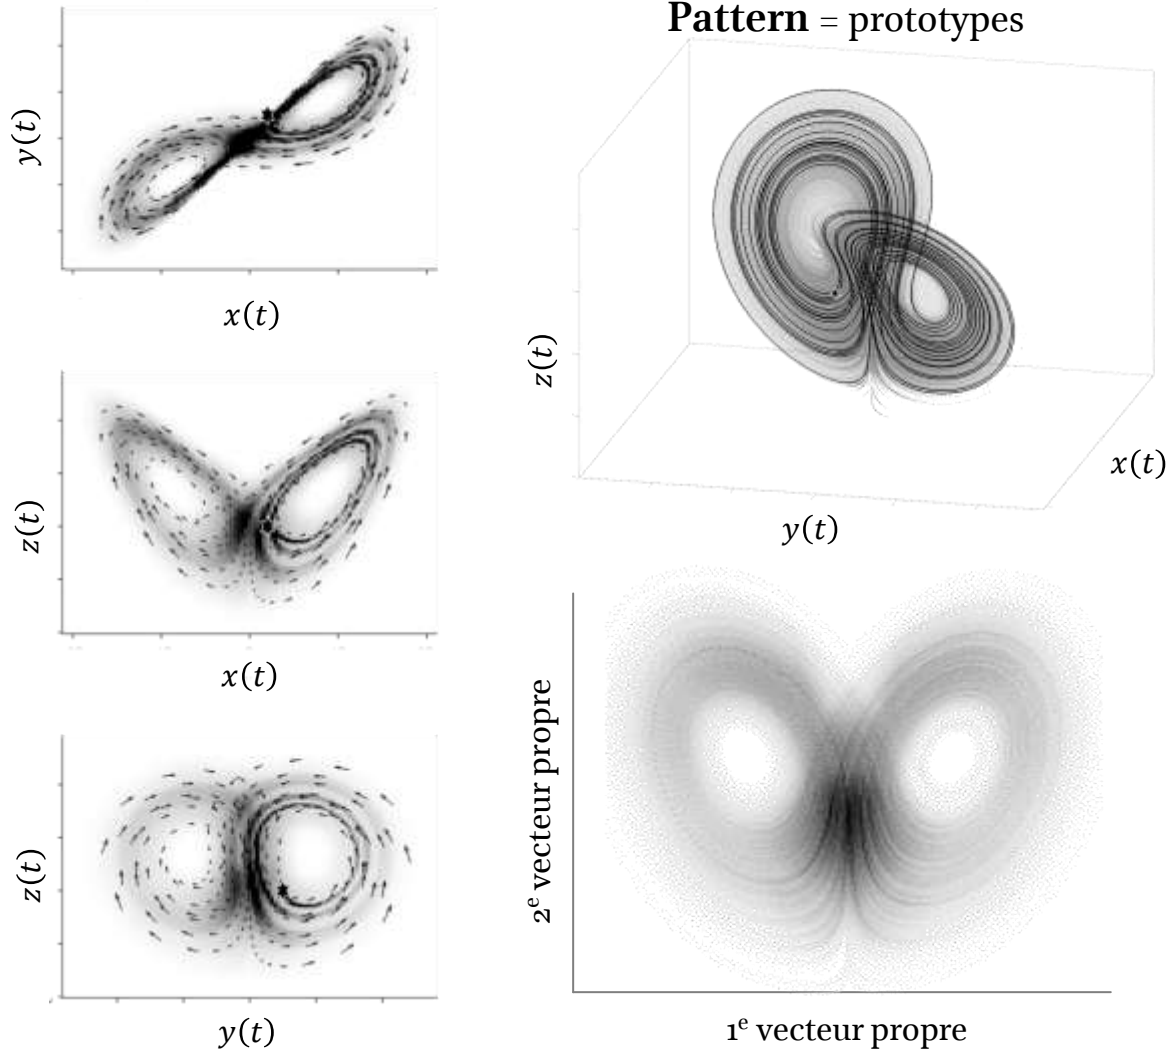 Pattern = prototypes
y(t)
x(t)
z(t)
x(t)
z(t)
y(t)
z(t)
x(t)
y(t)
2e vecteur propre
1e vecteur propre